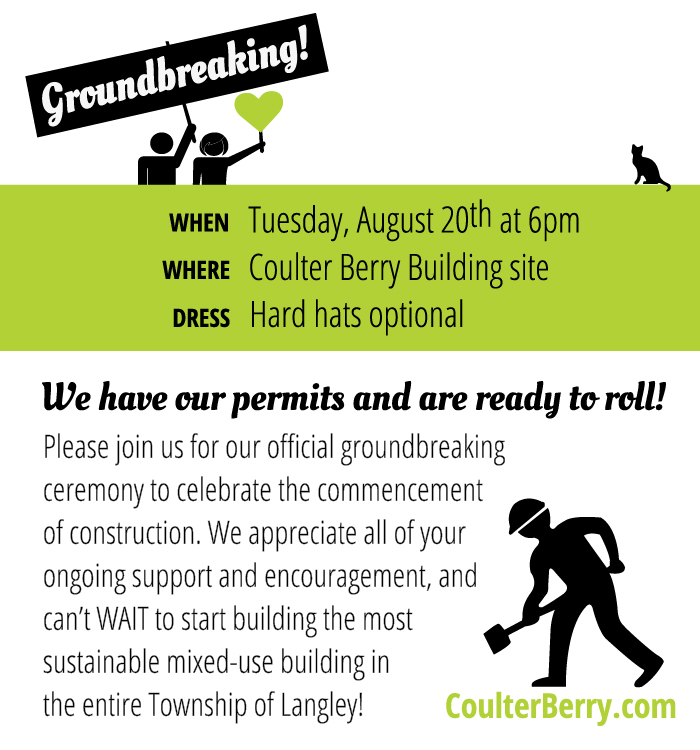 Groundbreaking!
WHEN Tuesday, August 20th at 6pm
WHERE Coulter Berry Building site
DRESS Hard hats optional
We have our permits and are ready to roll!
Please join us for our official groundbreaking
ceremony to celebrate the commencement
of construction. We appreciate all of your
ongoing support and encouragement, and
can't WAIT to start building the most
sustainable mixed-use building in
the entire Township of Langley!
CoulterBerry.com